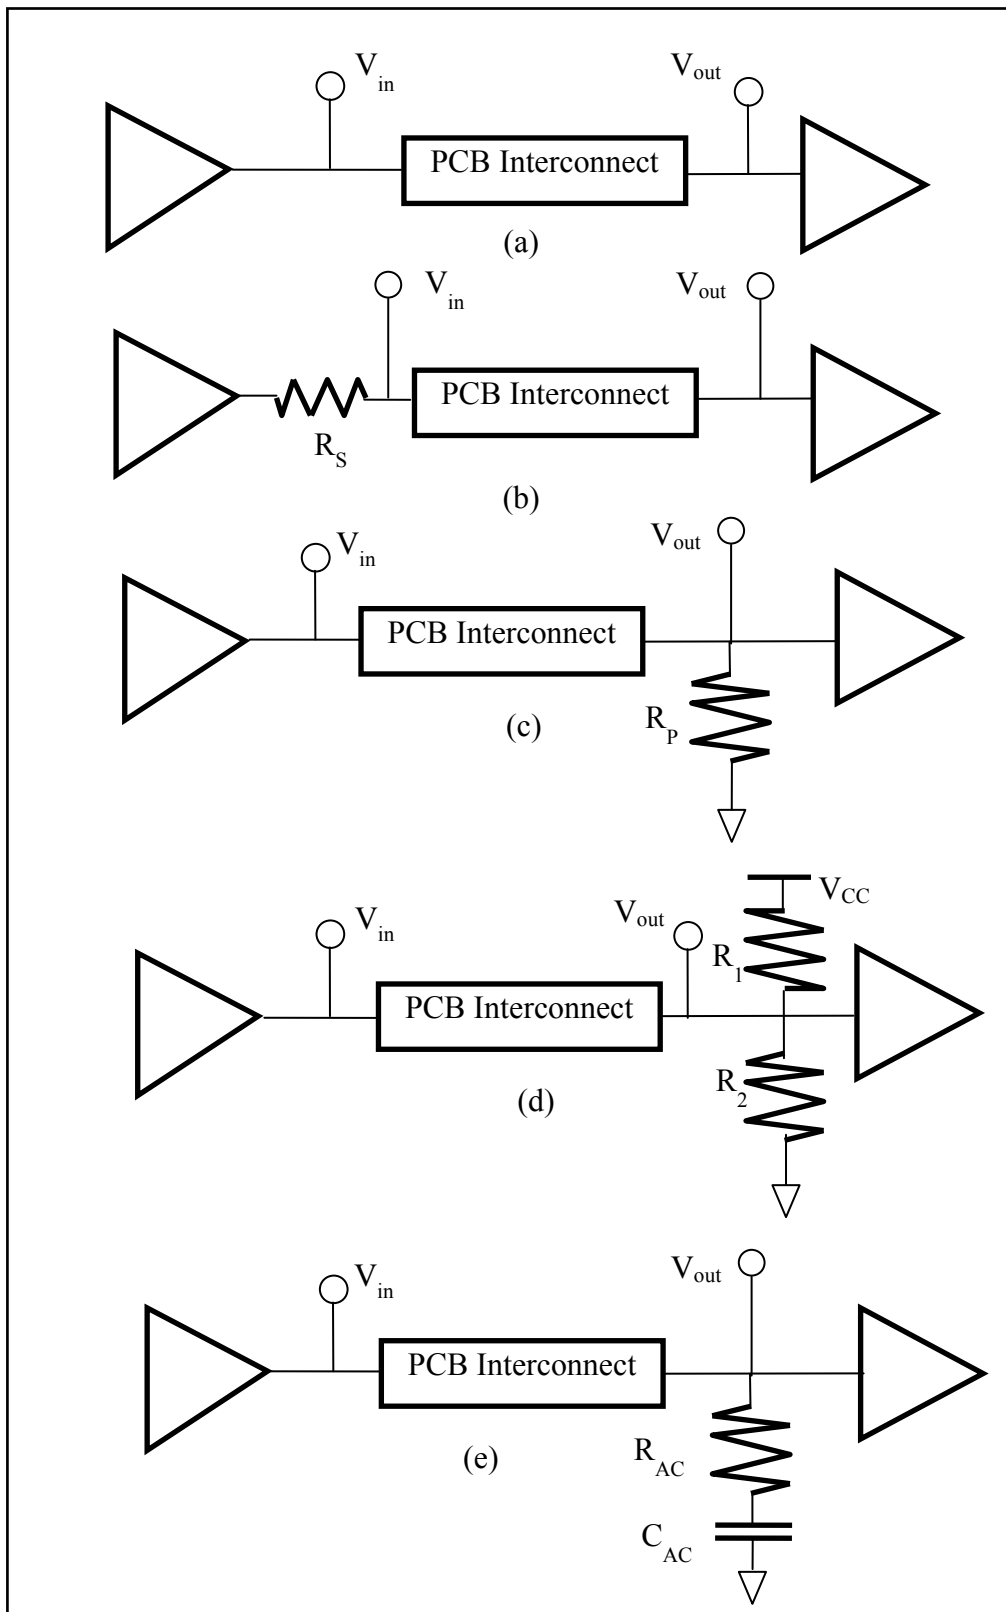 V_in V_out
PCB Interconnect
(a)
V_in V_out
PCB Interconnect
R_S
(b)
V_in V_out
PCB Interconnect
R_P
(c)
V_CC
V_in V_out
R_1
PCB Interconnect
R_2
(d)
V_in V_out
PCB Interconnect
R_AC
(e)
C_AC